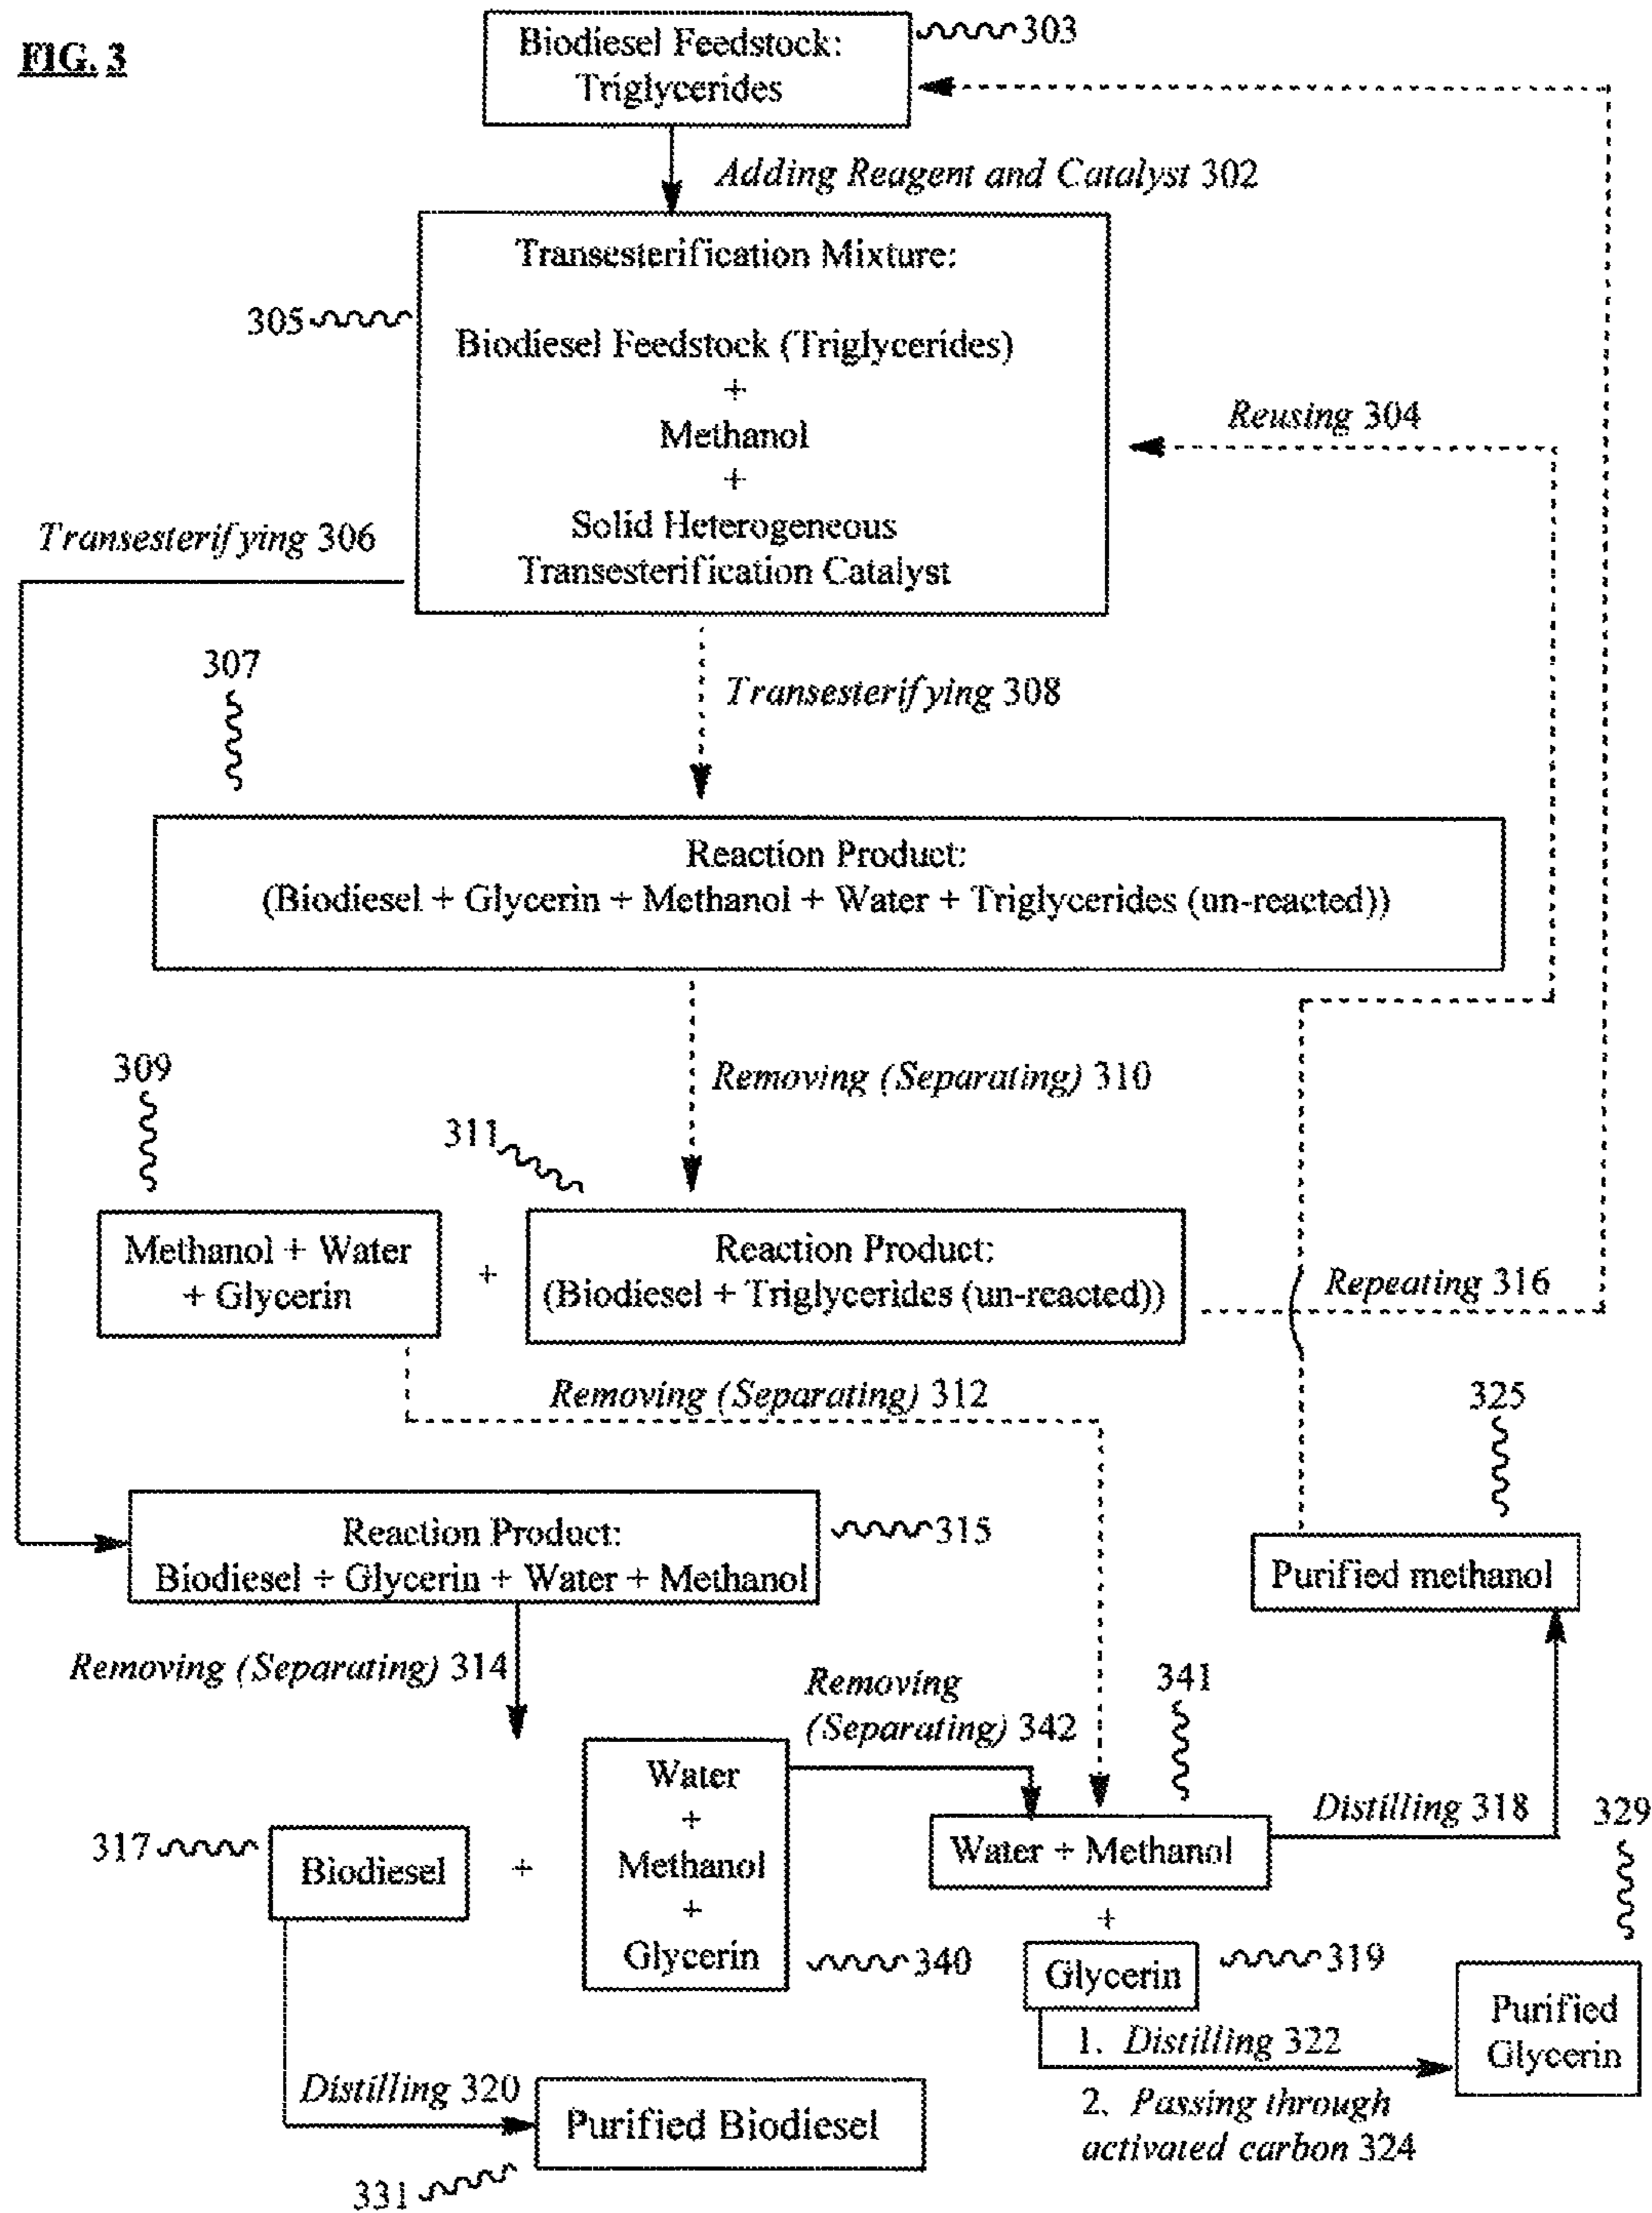 FIG. 3
Biodiesel Feedstock:
Triglycerides
303
Adding Reagent and Catalyst 302
Transesterification Mixture:
305
Biodiesel Feedstock (Triglycerides)
+
Methanol
+
Solid Heterogeneous
Transesterification Catalyst
Reusing 304
Transesterifying 306
307
Transesterifying 308
Reaction Product:
(Biodiesel + Glycerin + Methanol + Water + Triglycerides (un-reacted))
309
Removing (Separating) 310
311
Methanol + Water
+ Glycerin
+
Reaction Product:
(Biodiesel + Triglycerides (un-reacted))
Repeating 316
Removing (Separating) 312
325
Reaction Product:
Biodiesel + Glycerin + Water + Methanol
315
Purified methanol
Removing (Separating) 314
Removing
(Separating) 342
341
Water
+
Methanol
+
Glycerin
340
317
Biodiesel
+
Water + Methanol
Distilling 318
329
+
Glycerin
319
Purified
Glycerin
1. Distilling 322
2. Passing through
activated carbon 324
Distilling 320
Purified Biodiesel
331